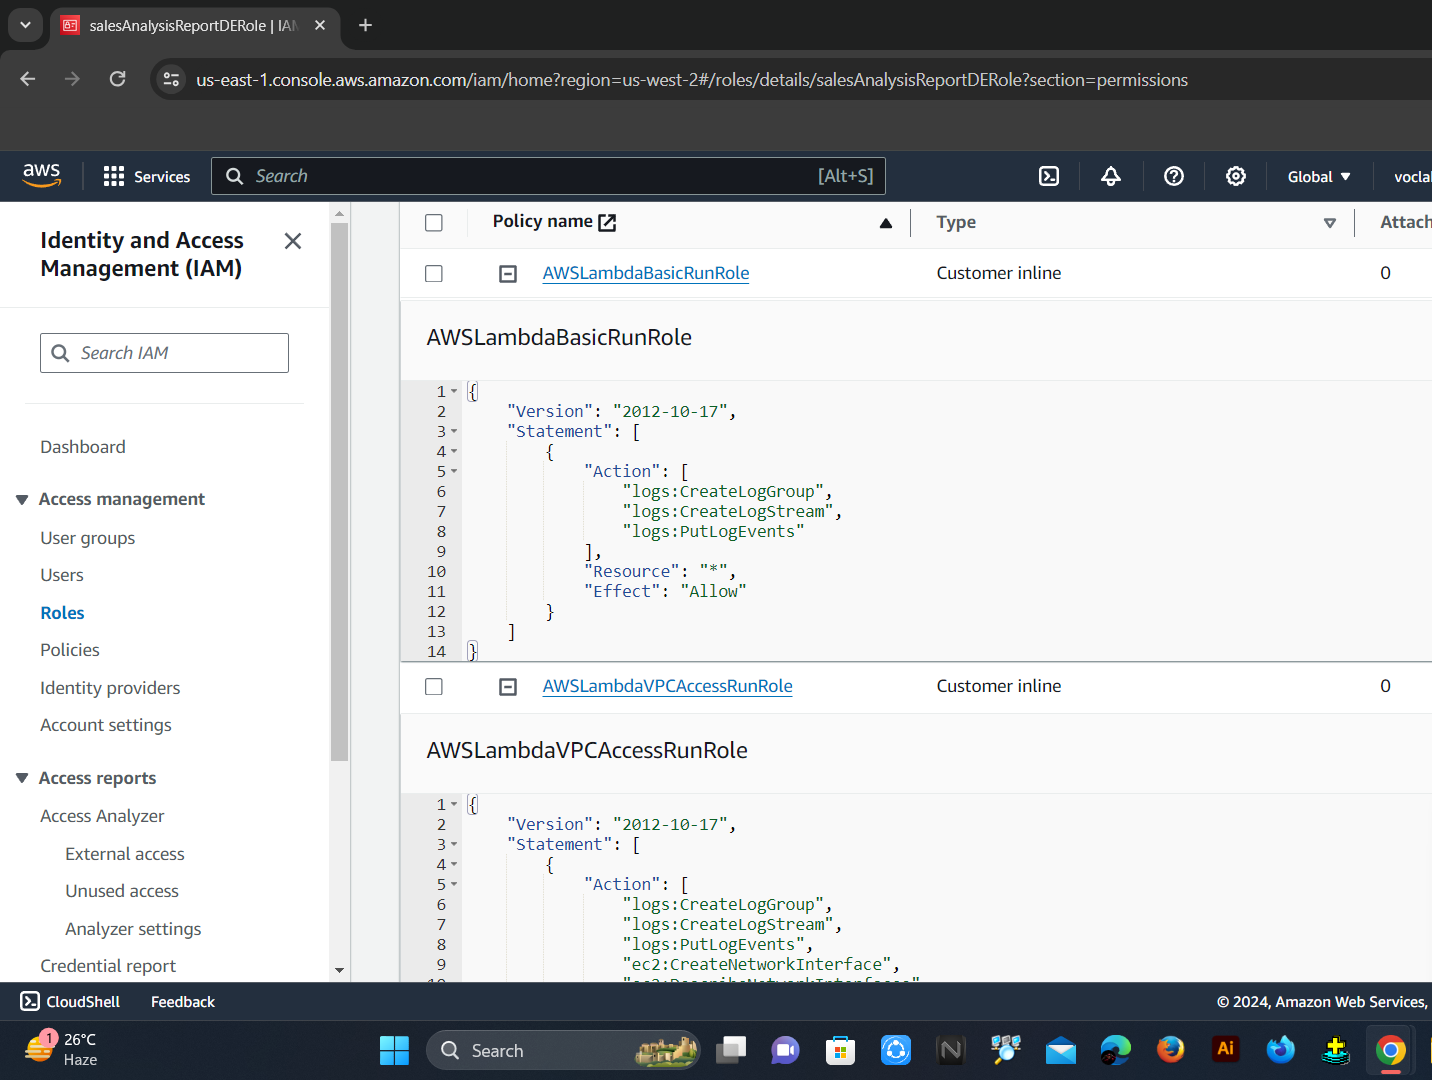 salesAnalysisReportDERole | IAM
us-east-1.console.aws.amazon.com/iam/home?region=us-west-2#/roles/details/salesAnalysisReportDERole?section=permissions
aws
Services
Search
[Alt+S]
Global
Identity and Access
Management (IAM)
Search IAM
Dashboard
Access management
User groups
Users
Roles
Policies
Identity providers
Account settings
Access reports
Access Analyzer
External access
Unused access
Analyzer settings
Credential report
Policy name
Type
Attach
AWSLambdaBasicRunRole
Customer inline
0
AWSLambdaBasicRunRole
1 {
2 "Version": "2012-10-17",
3 "Statement": [
4 {
5 "Action": [
6 "logs:CreateLogGroup",
7 "logs:CreateLogStream",
8 "logs:PutLogEvents"
9 ],
10 "Resource": "*",
11 "Effect": "Allow"
12 }
13 ]
14 }
AWSLambdaVPCAccessRunRole
Customer inline
0
AWSLambdaVPCAccessRunRole
1 {
2 "Version": "2012-10-17",
3 "Statement": [
4 {
5 "Action": [
6 "logs:CreateLogGroup",
7 "logs:CreateLogStream",
8 "logs:PutLogEvents",
9 "ec2:CreateNetworkInterface",
CloudShell
Feedback
© 2024, Amazon Web Services,
1
26°C
Haze
Search
N
Ai